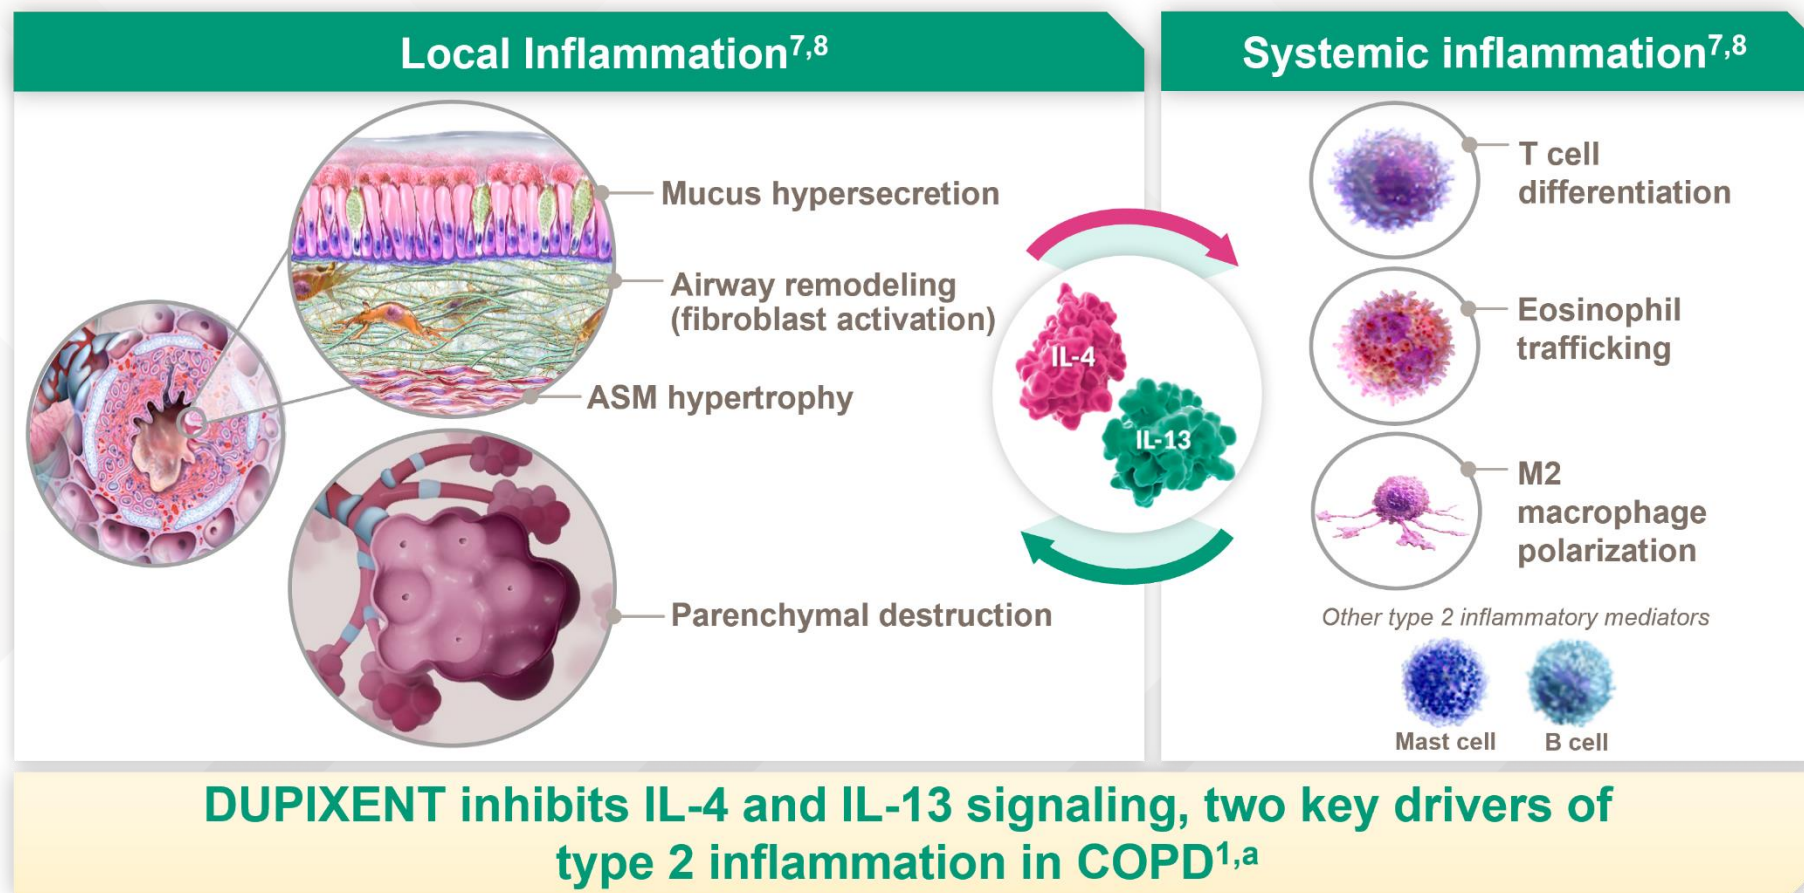 Local Inflammation7,8
Mucus hypersecretion
Airway remodeling
(fibroblast activation)
ASM hypertrophy
Parenchymal destruction
IL-4
IL-13
Systemic inflammation7,8
T cell
differentiation
Eosinophil
trafficking
M2
macrophage
polarization
Other type 2 inflammatory mediators
Mast cell
B cell
DUPIXENT inhibits IL-4 and IL-13 signaling, two key drivers of
type 2 inflammation in COPD1,a